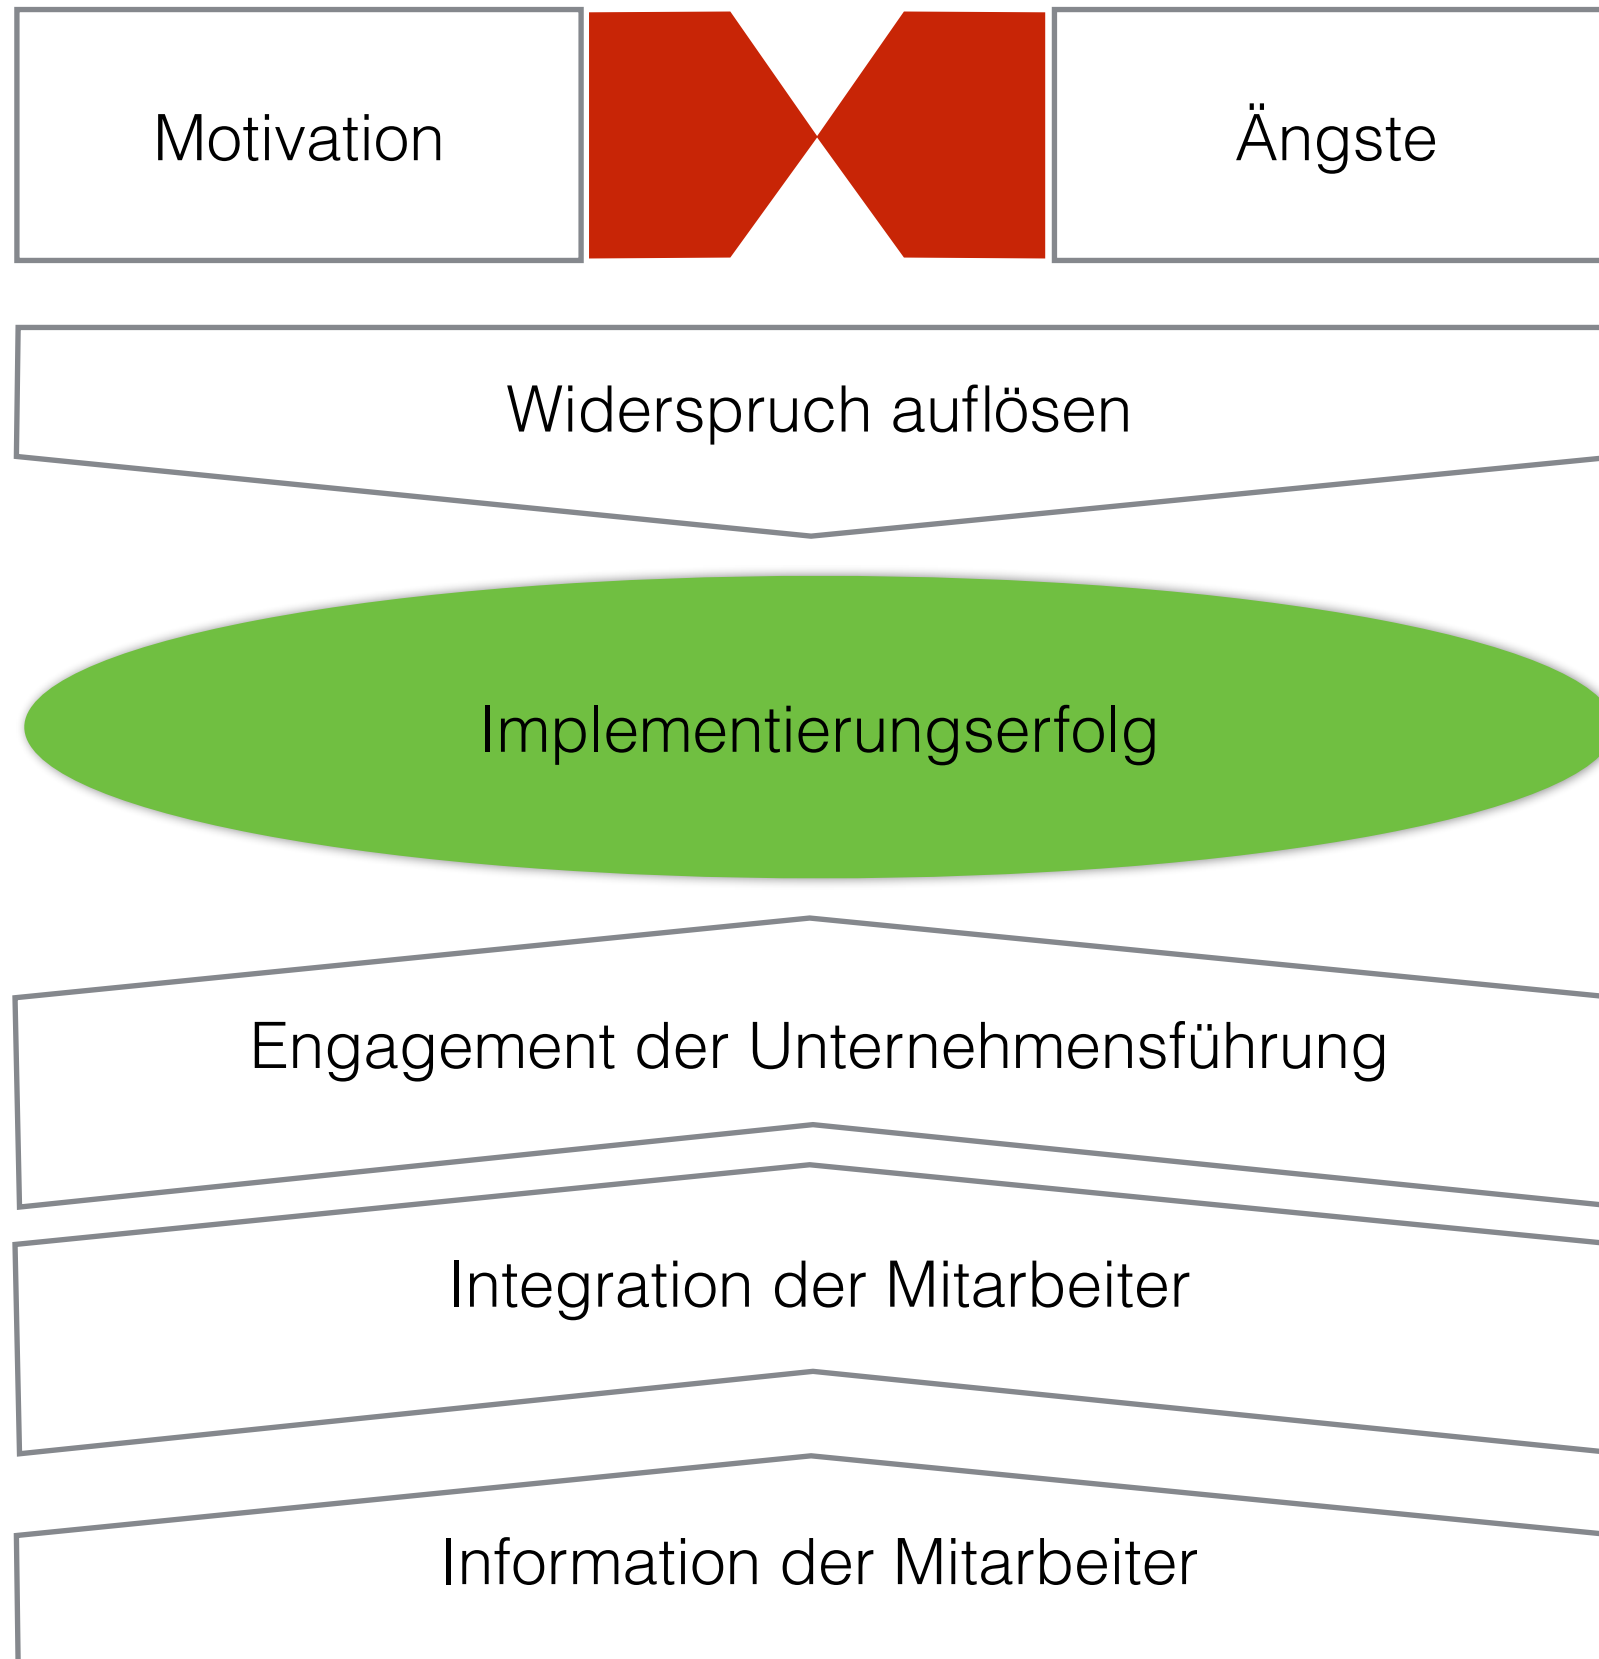 Motivation
Ängste
Widerspruch auflösen
Implementierungserfolg
Engagement der Unternehmensführung
Integration der Mitarbeiter
Information der Mitarbeiter